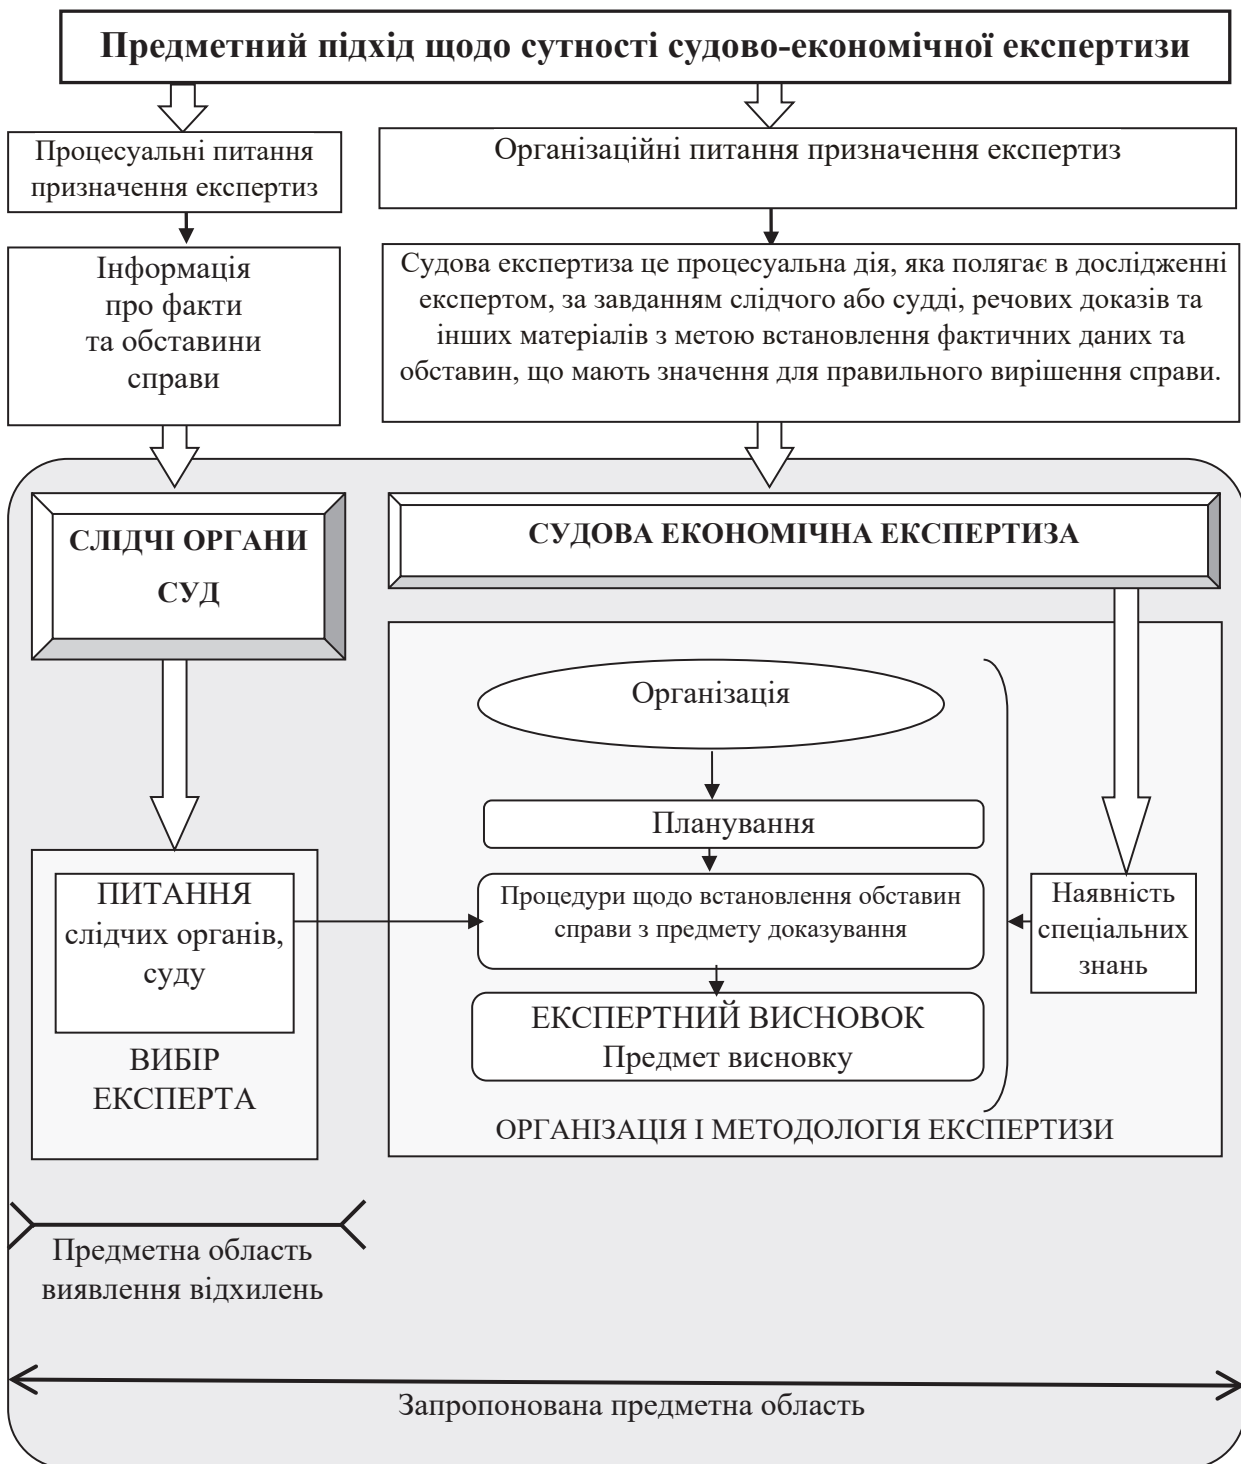 Предметний підхід щодо сутності судово-економічної експертизи
Процесуальні питання
призначення експертиз
Організаційні питання призначення експертиз
Інформація
про факти
та обставини
справи
Судова експертиза це процесуальна дія, яка полягає в дослідженні
експертом, за завданням слідчого або судді, речових доказів та
інших матеріалів з метою встановлення фактичних даних та
обставин, що мають значення для правильного вирішення справи.
СЛІДЧІ ОРГАНИ
СУД
СУДОВА ЕКОНОМІЧНА ЕКСПЕРТИЗА
Організація
Планування
Процедури щодо встановлення обставин
справи з предмету доказування
ЕКСПЕРТНИЙ ВИСНОВОК
Предмет висновку
Наявність
спеціальних
знань
ПИТАННЯ
слідчих органів,
суду
ВИБІР
ЕКСПЕРТА
ОРГАНІЗАЦІЯ І МЕТОДОЛОГІЯ ЕКСПЕРТИЗИ
Предметна область
виявлення відхилень
Запропонована предметна область